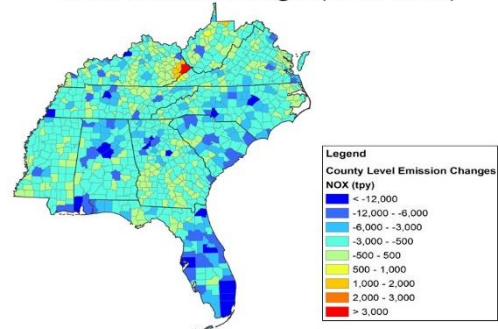 Legend
County Level Emission Changes
NOX (tpy)
< -12,000
-12,000 - -6,000
-6,000 - -3,000
-3,000 - -500
-500 - 500
500 - 1,000
1,000 - 2,000
2,000 - 3,000
> 3,000